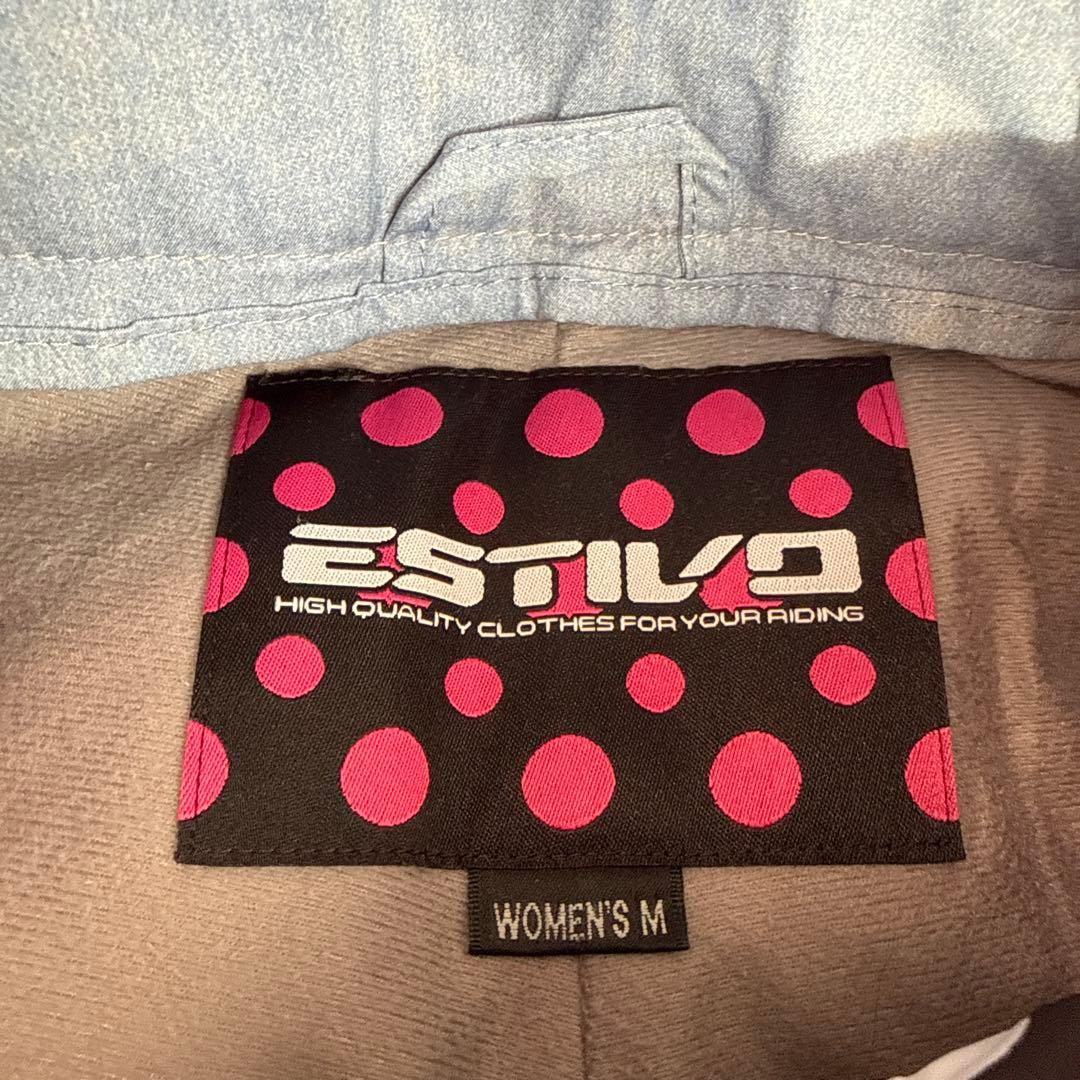 ESTIVO
HIGH QUALITY CLOTHES FOR YOUR RIDING
WOMEN'S M